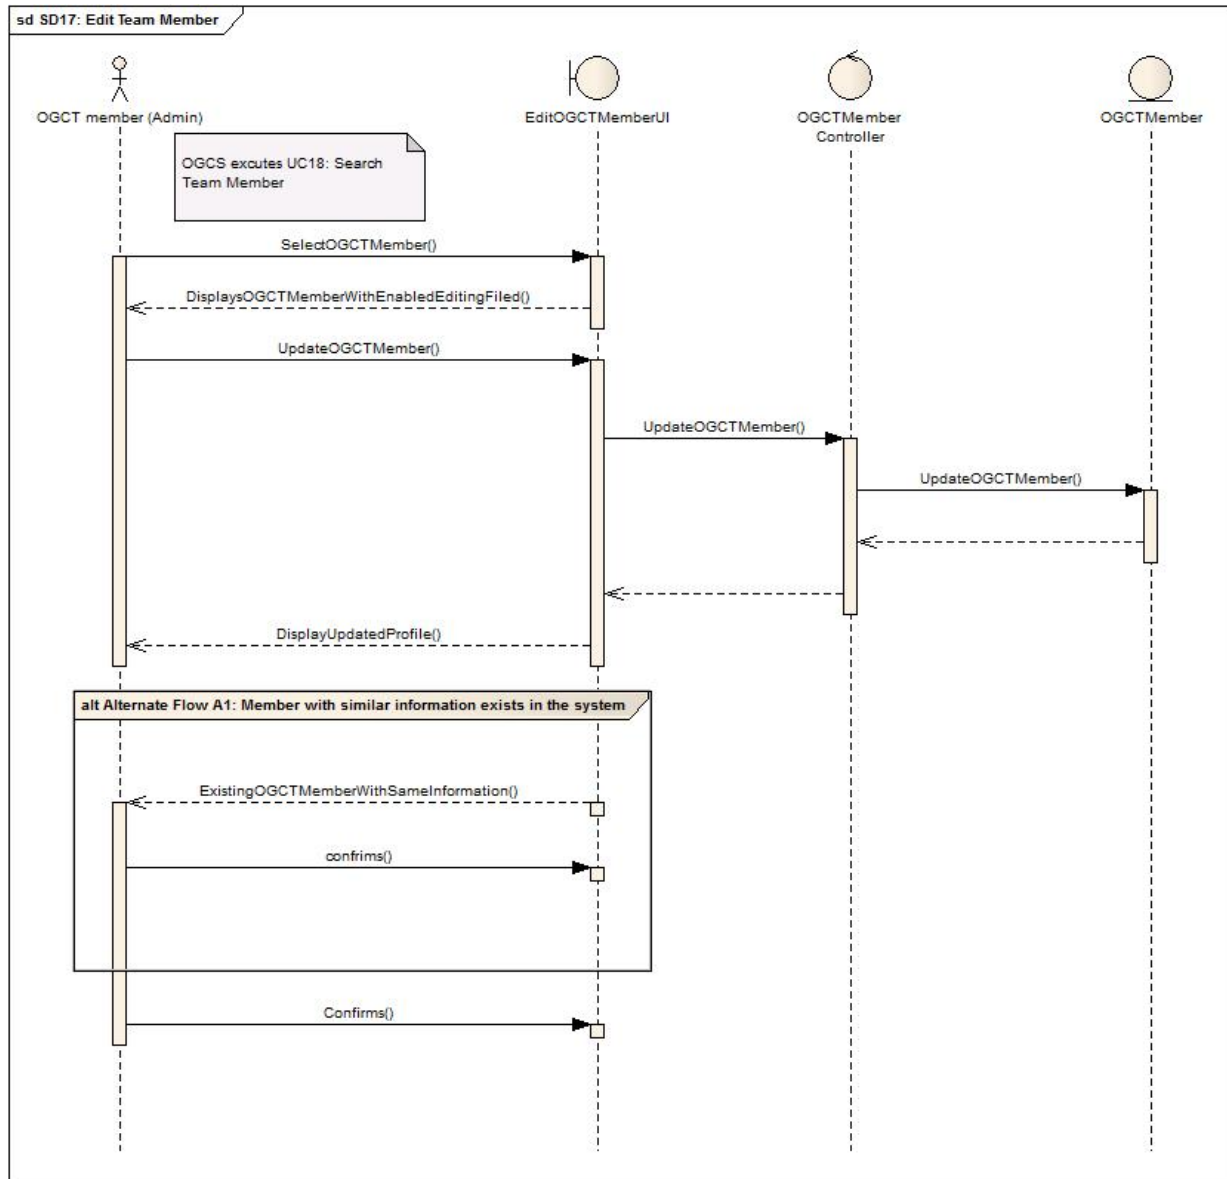 sd SD17: Edit Team Member
OGCT member (Admin)
EditOGCTMemberUI
OGCTMember
Controller
OGCTMember
OGCS excutes UC18: Search
Team Member
SelectOGCTMember()
DisplaysOGCTMemberWithEnabledEditingFiled()
UpdateOGCTMember()
UpdateOGCTMember()
UpdateOGCTMember()
DisplayUpdatedProfile()
alt Alternate Flow A1: Member with similar information exists in the system
ExistingOGCTMemberWithSameInformation()
confrims()
Confirms()